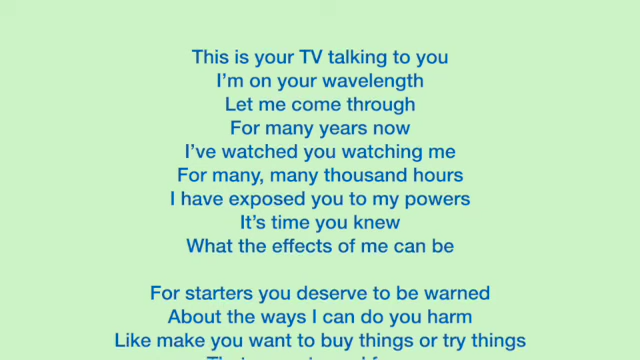 This is your TV talking to you
I'm on your wavelength
Let me come through
For many years now
I've watched you watching me
For many, many thousand hours
I have exposed you to my powers
It's time you knew
What the effects of me can be
For starters you deserve to be warned
About the ways I can do you harm
Like make you want to buy things or try things